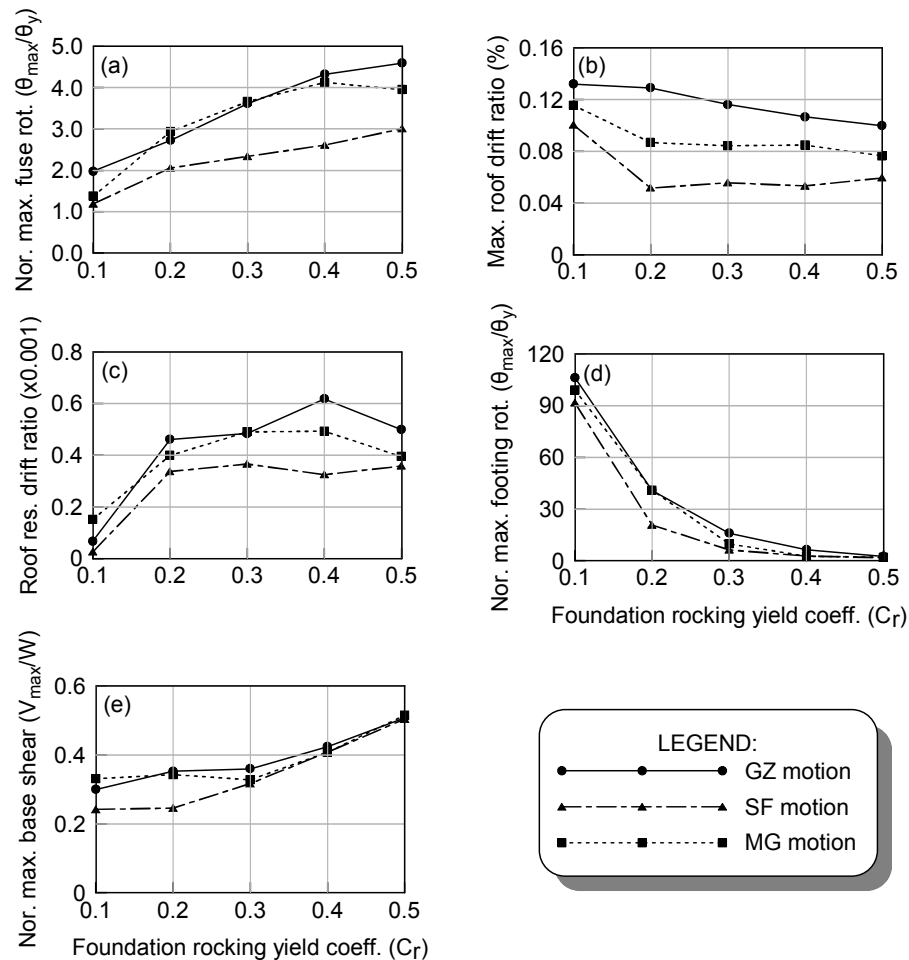 Nor. max. fuse rot. (θmax/θy)
(a)
5.0
4.0
3.0
2.0
1.0
0.0
0.1 0.2 0.3 0.4 0.5
Max. roof drift ratio (%)
(b)
0.16
0.12
0.08
0.04
0
0.1 0.2 0.3 0.4 0.5
Roof res. drift ratio (x0.001)
(c)
0.8
0.6
0.4
0.2
0
0.1 0.2 0.3 0.4 0.5
Nor. max. footing rot. (θmax/θy)
(d)
120
90
60
30
0
0.1 0.2 0.3 0.4 0.5
Foundation rocking yield coeff. (Cr)
Nor. max. base shear (Vmax/W)
(e)
0.6
0.4
0.2
0
0.1 0.2 0.3 0.4 0.5
Foundation rocking yield coeff. (Cr)
LEGEND:
GZ motion
SF motion
MG motion